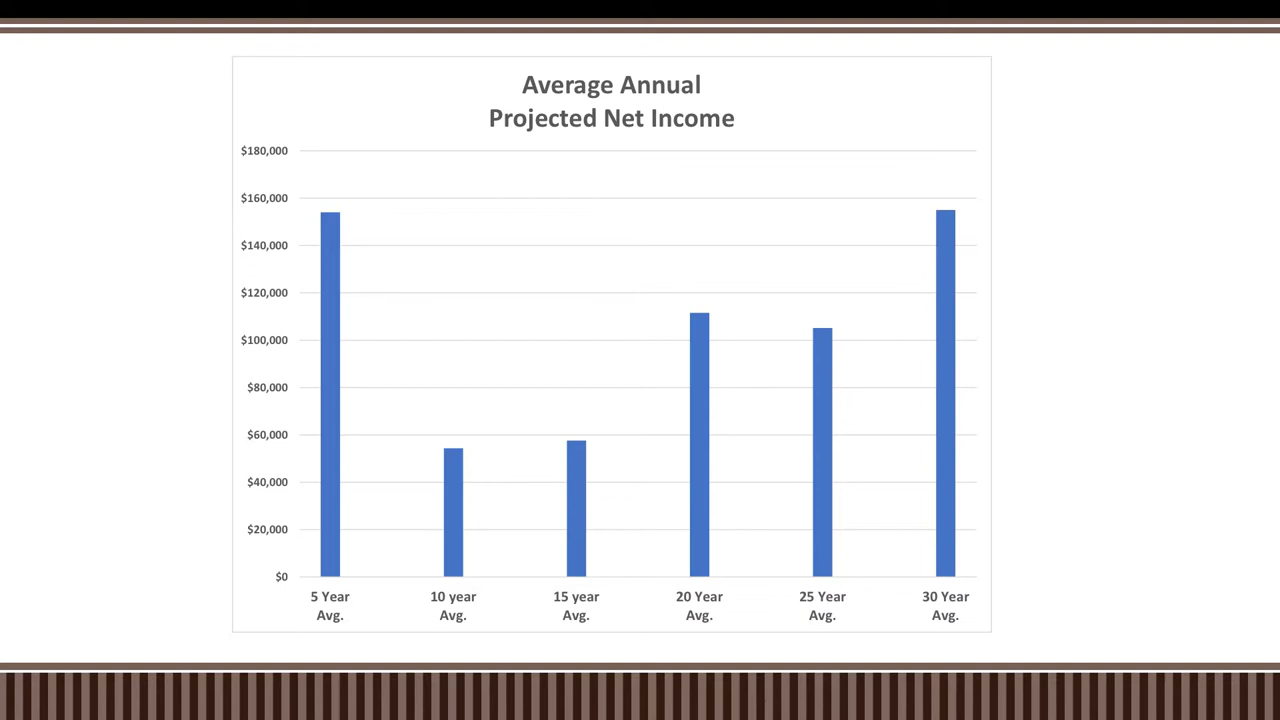 Average Annual
Projected Net Income
$180,000
$160,000
$140,000
$120,000
$100,000
$80,000
$60,000
$40,000
$20,000
$0
5 Year 10 year 15 year 20 Year 25 Year 30 Year
Avg. Avg. Avg. Avg. Avg. Avg.